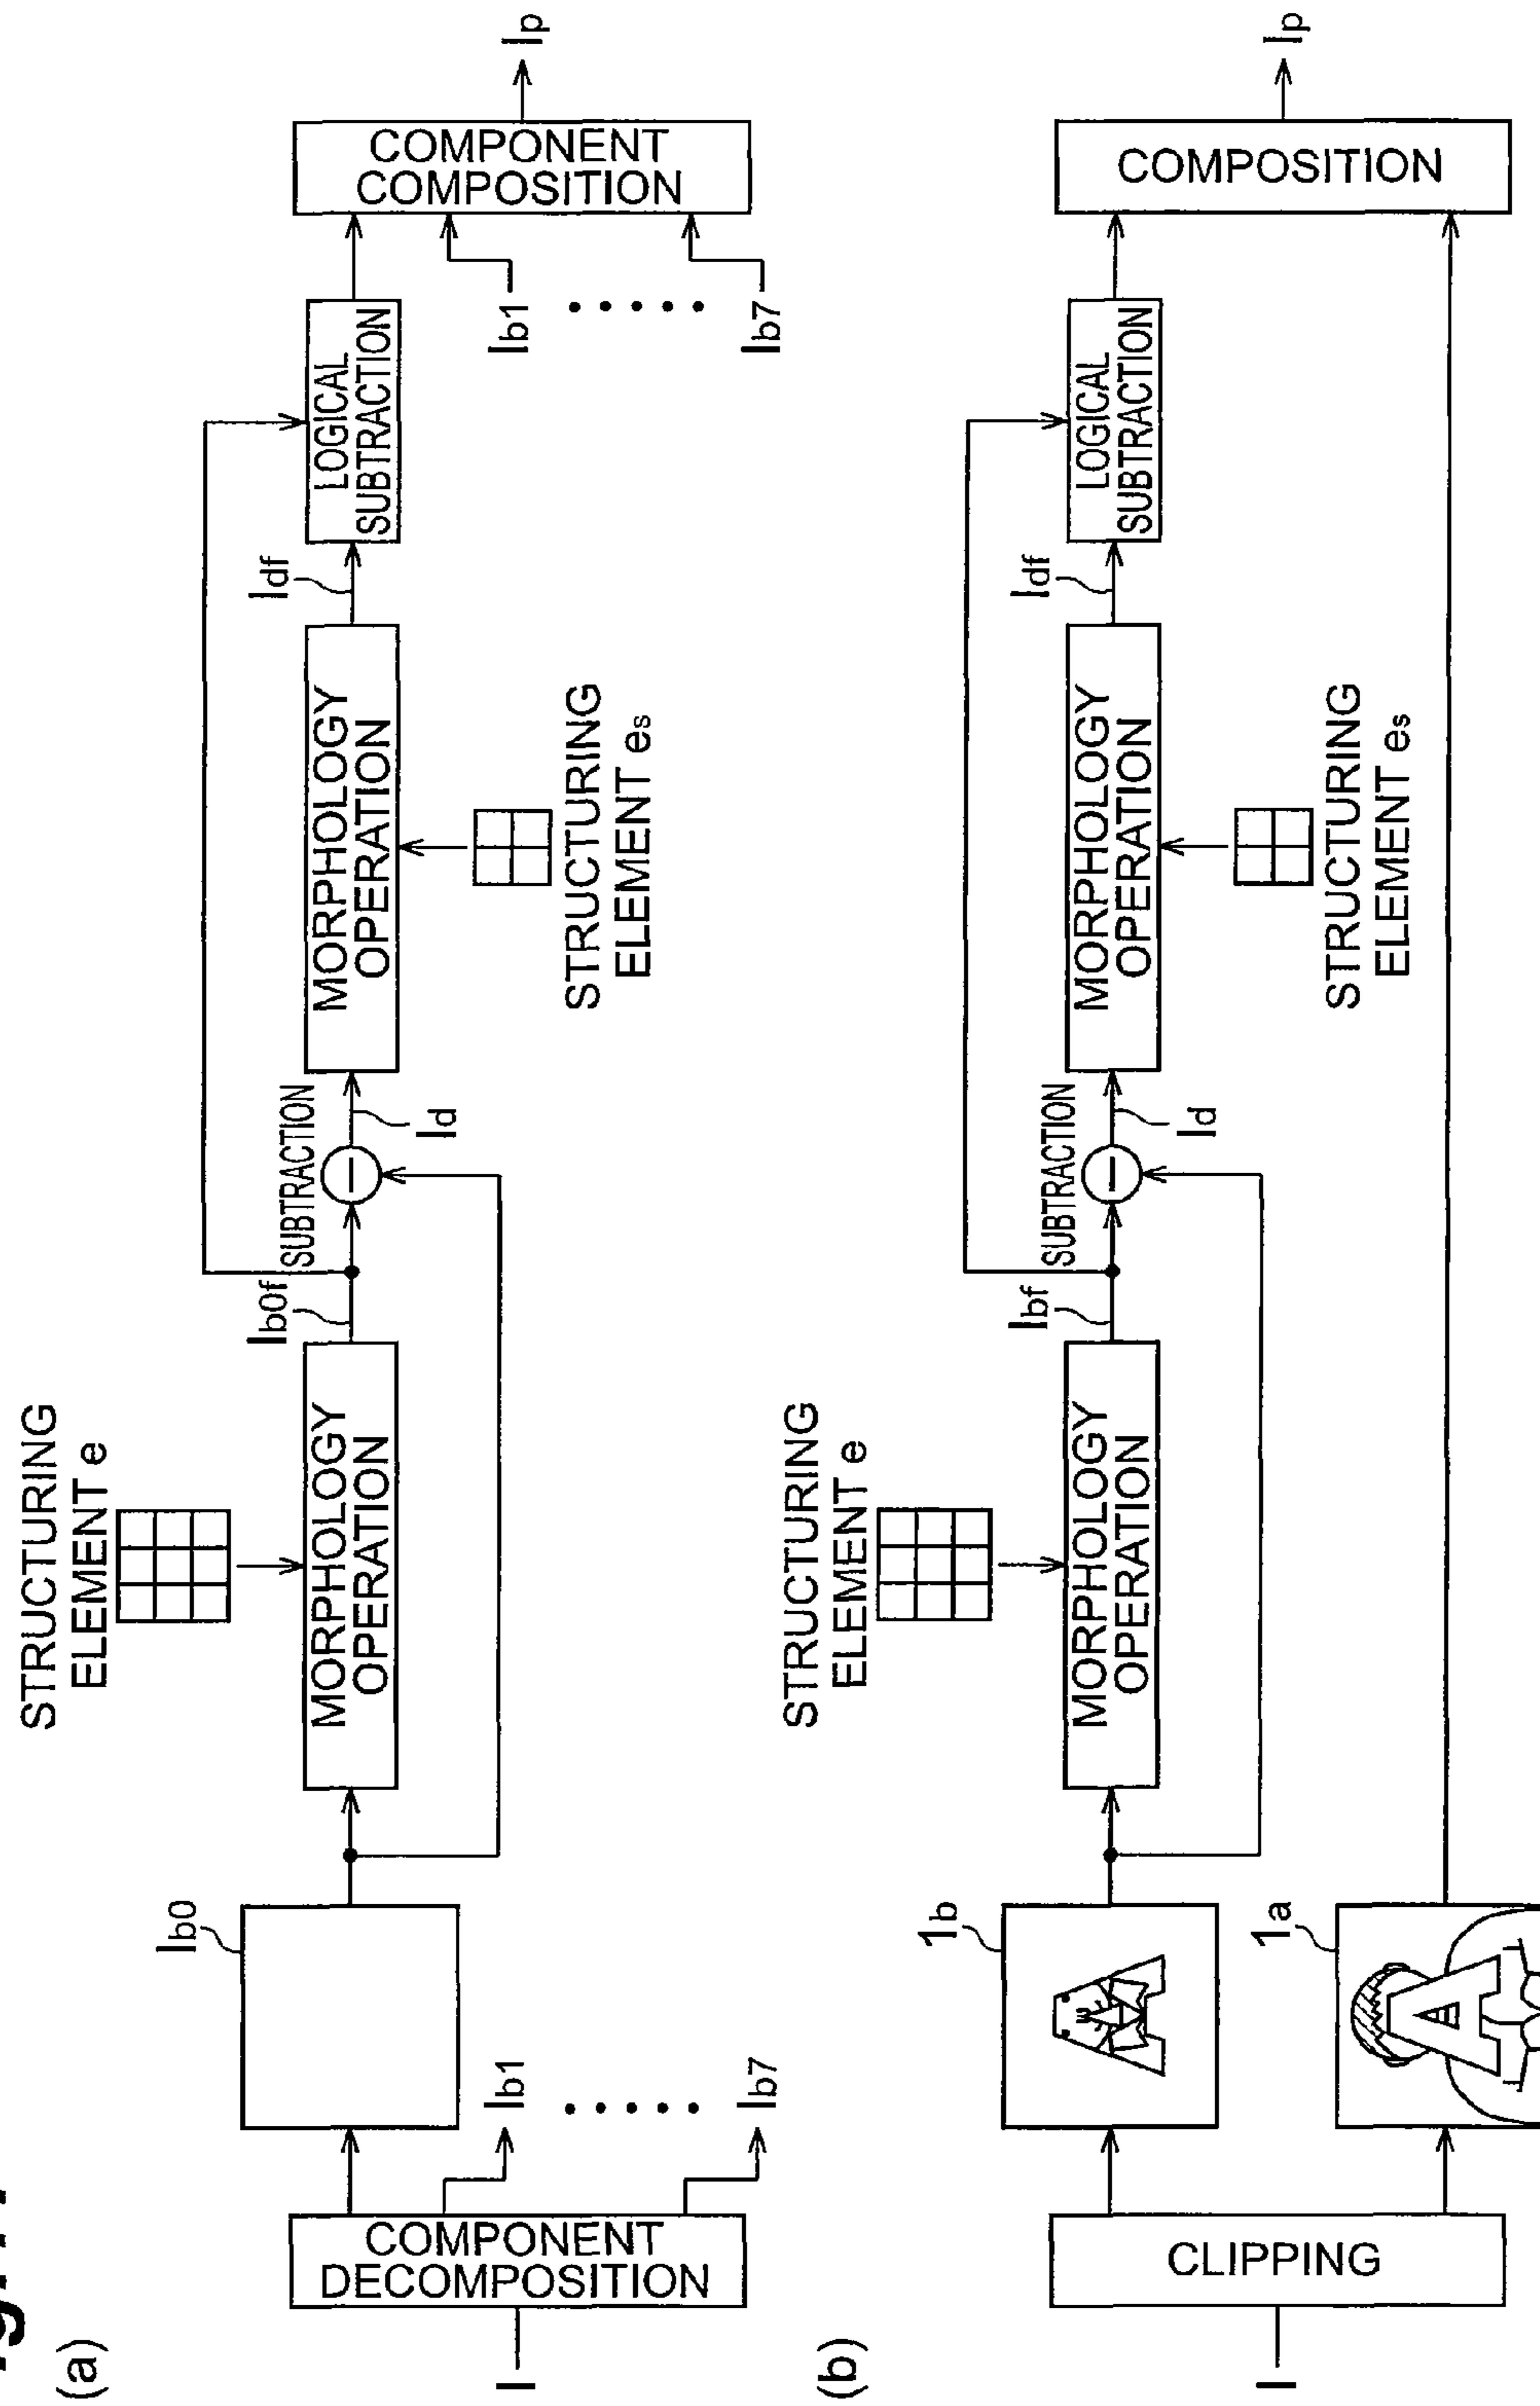 (a)
I
COMPONENT
DECOMPOSITION
Ib1
Ib7
Ib0
STRUCTURING
ELEMENT e
MORPHOLOGY
OPERATION
Ib0f
SUBTRACTION
Id
MORPHOLOGY
OPERATION
STRUCTURING
ELEMENT es
Idf
LOGICAL
SUBTRACTION
Ib1
Ib7
COMPONENT
COMPOSITION
Ip
(b)
I
CLIPPING
1b
A
1a
A
STRUCTURING
ELEMENT e
MORPHOLOGY
OPERATION
Ibf
SUBTRACTION
Id
MORPHOLOGY
OPERATION
STRUCTURING
ELEMENT es
Idf
LOGICAL
SUBTRACTION
COMPOSITION
Ip